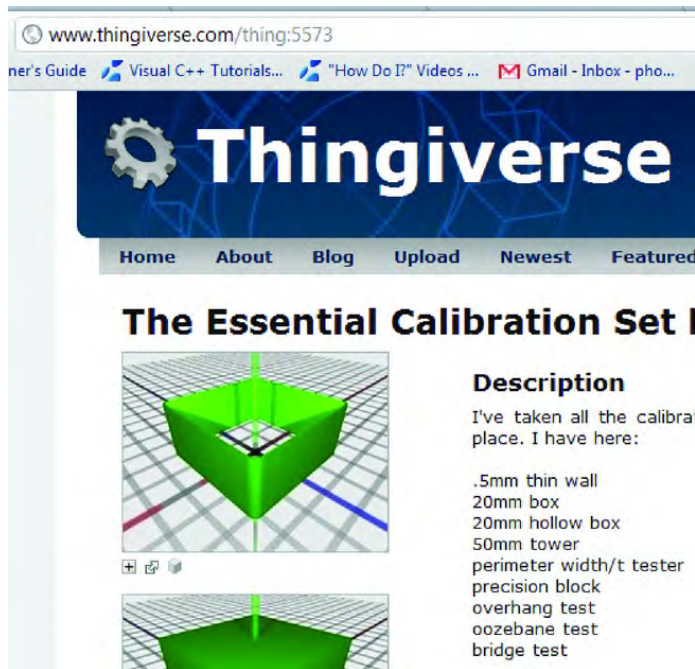 www.thingiverse.com/thing:5573
ner's Guide Visual C++ Tutorials... "How Do I?" Videos ... Gmail - Inbox - pho...
Thingiverse
Home About Blog Upload Newest Featured
The Essential Calibration Set
Description
I've taken all the calibra
place. I have here:
.5mm thin wall
20mm box
20mm hollow box
50mm tower
perimeter width/t tester
precision block
overhang test
oozebane test
bridge test